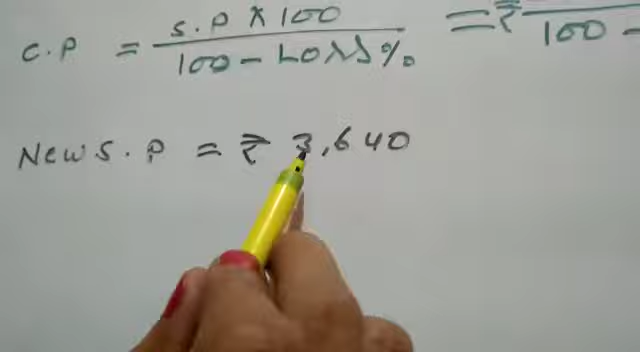 C.P = S.P × 100 / 100 - Loss% = ₹ / 100 -
New S.P = ₹ 3,640